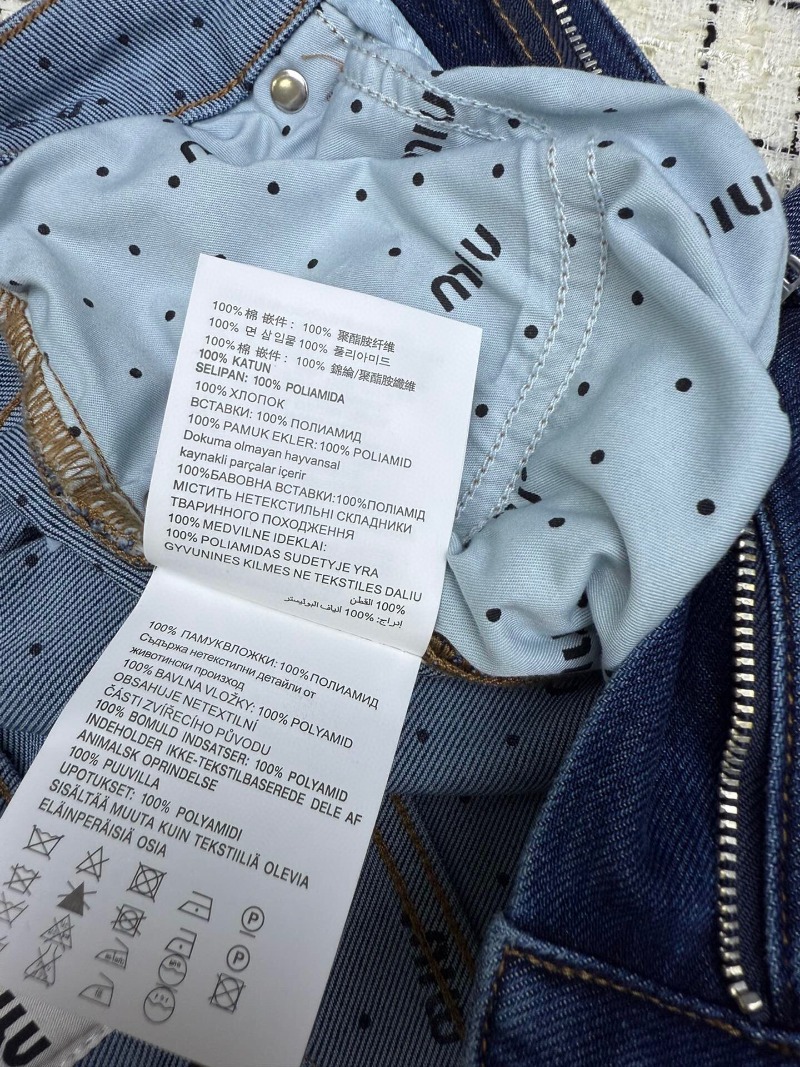 MIU
MIU
MIU
100% 棉 嵌件: 100% 聚酯胺纤维
100% 면 삽입물 100% 폴리아미드
100% 棉 嵌件: 100% 錦綸/聚酯胺纖維
100% KATUN
SELIPAN: 100% POLIAMIDA
100% ХЛОПОК
ВСТАВКИ: 100% ПОЛИАМИД
100% PAMUK EKLER: 100% POLIAMID
Dokuma olmayan hayvansal
kaynakli parçalar içerir
100%БАВОВНА ВСТАВКИ:100%ПОЛІАМІД
МІСТИТЬ НЕТЕКСТИЛЬНІ СКЛАДНИКИ
ТВАРИННОГО ПОХОДЖЕННЯ
100% MEDVILNE IDEKLAI:
100% POLIAMIDAS SUDETYJE YRA
GYVUNINES KILMES NE TEKSTILES DALIU
100% القطن
إدراج: 100% ألياف البوليستر
100% ПАМУКВЛОЖКИ:100%ПОЛИАМИД
Съдържа нетекстилни детайли от
животински произход
100% BAVLNA VLOŽKY: 100% POLYAMID
OBSAHUJE NETEXTILNÍ
ČÁSTI ZVÍŘECÍHO PŮVODU
100% BOMULD INDSATSER: 100% POLYAMID
INDEHOLDER IKKE-TEKSTILBASEREDE DELE AF
ANIMALSK OPRINDELSE
100% PUUVILLA
UPOTUKSET: 100% POLYAMIDI
SISÄLTÄÄ MUUTA KUIN TEKSTIILIÄ OLEVIA
ELÄINPERÄISIÄ OSIA
P
P
MIU